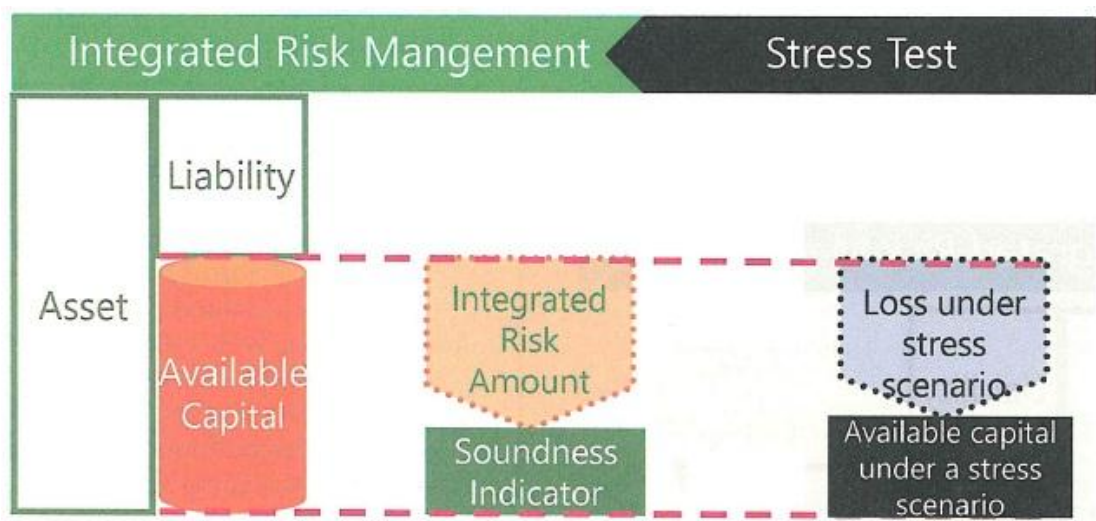 Integrated Risk Mangement
Stress Test
Liability
Asset
Available
Capital
Integrated
Risk
Amount
Soundness
Indicator
Loss under
stress
scenario
Available capital
under a stress
scenario